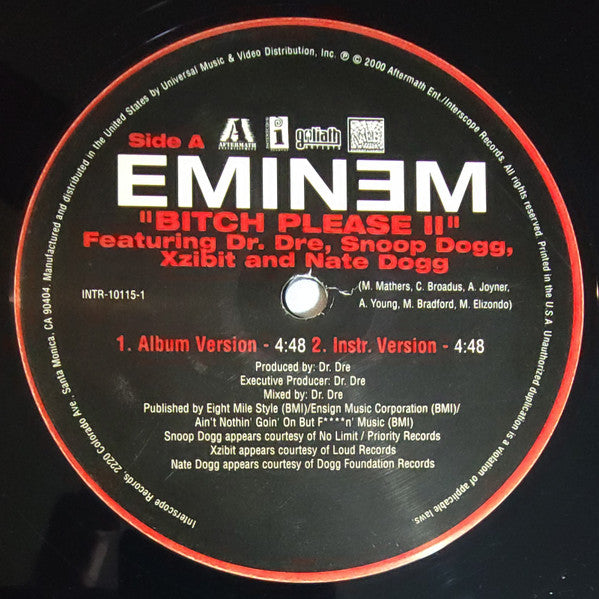 Manufactured and distributed in the United States by Universal Music & Video Distribution, Inc. ℗ © 2000 Aftermath Ent./Interscope Records. All rights reserved. Printed in the U.S.A. Unauthorized duplication is a violation of applicable laws.
Side A
A AFTERMATH
i
goliath
EMINƎM
"BITCH PLEASE II"
Featuring Dr. Dre, Snoop Dogg,
Xzibit and Nate Dogg
INTR-10115-1
(M. Mathers, C. Broadus, A. Joyner,
A. Young, M. Bradford, M. Elizondo)
1. Album Version - 4:48 2. Instr. Version - 4:48
Produced by: Dr. Dre
Executive Producer: Dr. Dre
Mixed by: Dr. Dre
Published by Eight Mile Style (BMI)/Ensign Music Corporation (BMI)/
Ain't Nothin' Goin' On But F****n' Music (BMI)
Snoop Dogg appears courtesy of No Limit / Priority Records
Xzibit appears courtesy of Loud Records
Nate Dogg appears courtesy of Dogg Foundation Records
Interscope Records, 2220 Colorado Ave. Santa Monica, CA 90404.